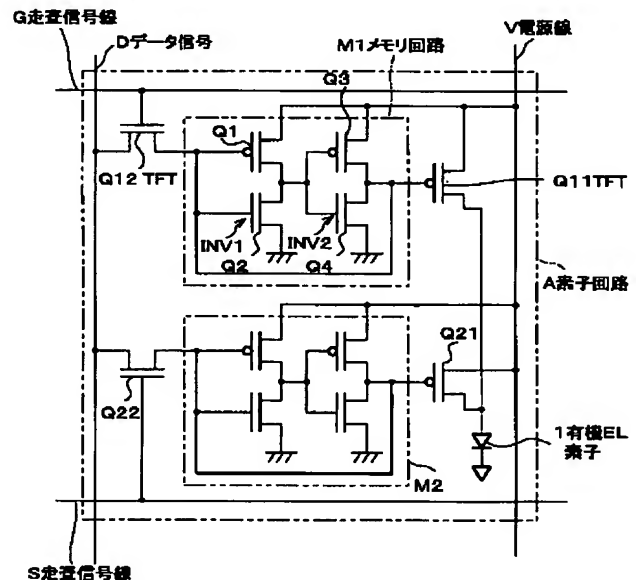 G走査信号線
Dデータ信号
M1メモリ回路
V電源線
Q3
Q1
Q12 TFT
Q11TFT
INV1
INV2
Q2
Q4
A素子回路
Q21
Q22
1有機EL
素子
M2
S走査信号線